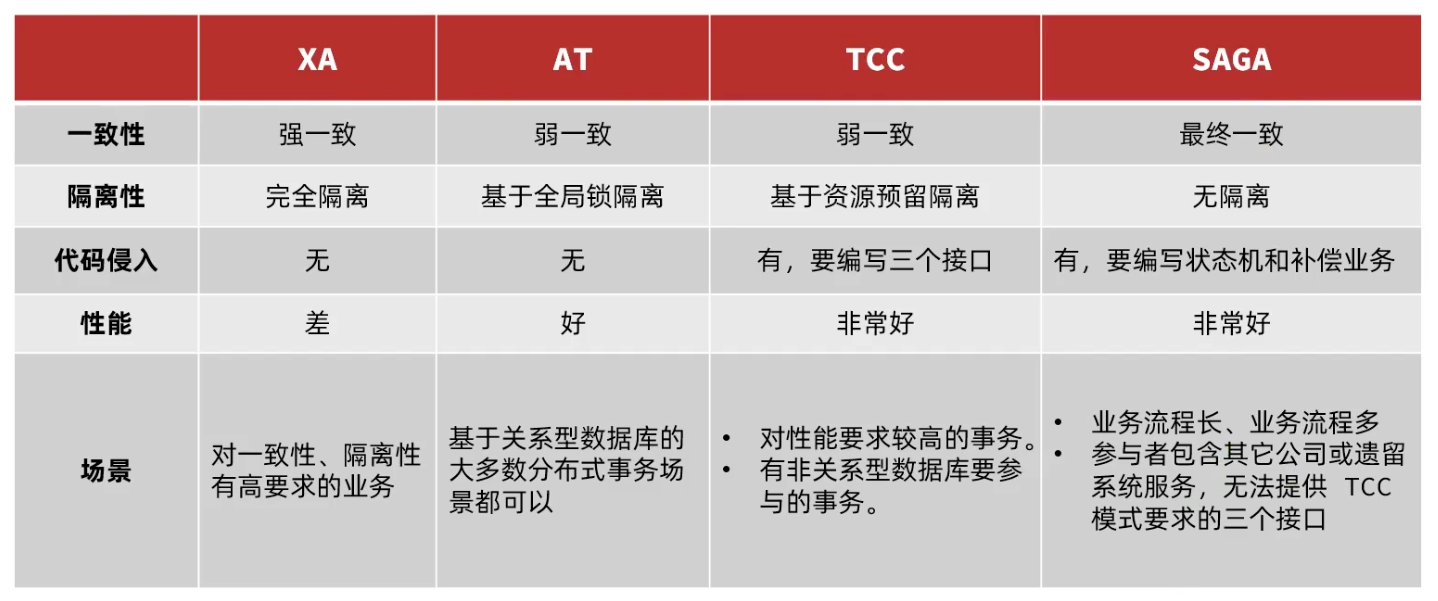 XA AT TCC SAGA
一致性 强一致 弱一致 弱一致 最终一致
隔离性 完全隔离 基于全局锁隔离 基于资源预留隔离 无隔离
代码侵入 无 无 有，要编写三个接口 有，要编写状态机和补偿业务
性能 差 好 非常好 非常好
场景
对一致性、隔离性
有高要求的业务
基于关系型数据库的
大多数分布式事务场
景都可以
• 对性能要求较高的事务。
• 有非关系型数据库要参
与的事务。
• 业务流程长、业务流程多
• 参与者包含其它公司或遗留
系统服务，无法提供 TCC
模式要求的三个接口